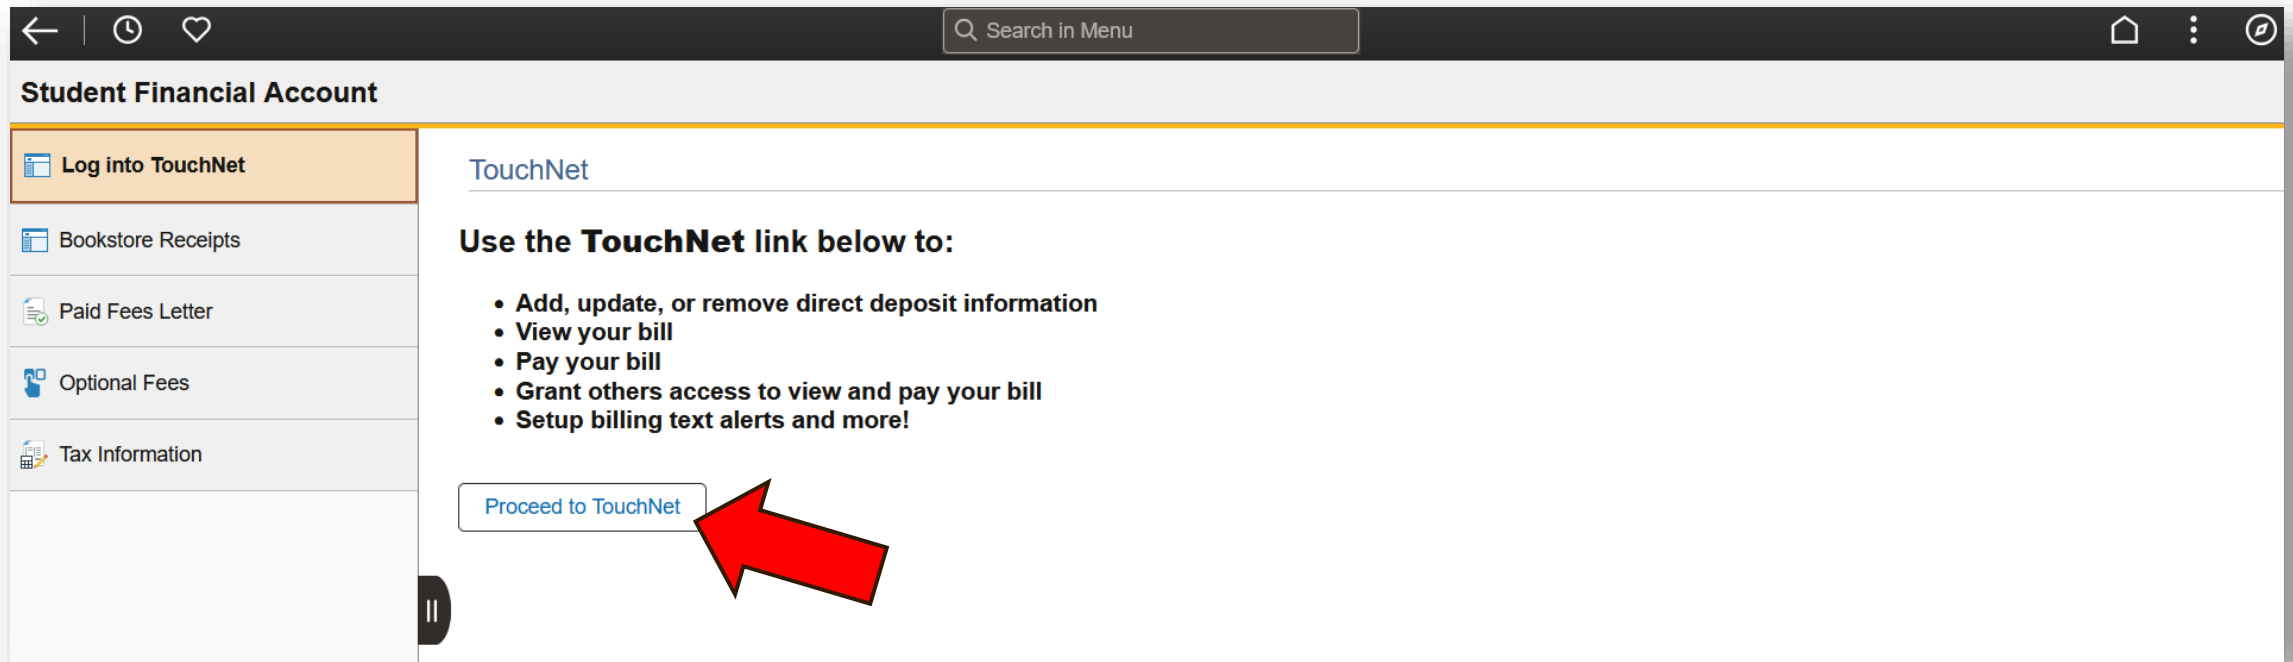 Search in Menu
Student Financial Account
Log into TouchNet
Bookstore Receipts
Paid Fees Letter
Optional Fees
Tax Information
TouchNet
Use the TouchNet link below to:
• Add, update, or remove direct deposit information
• View your bill
• Pay your bill
• Grant others access to view and pay your bill
• Setup billing text alerts and more!
Proceed to TouchNet